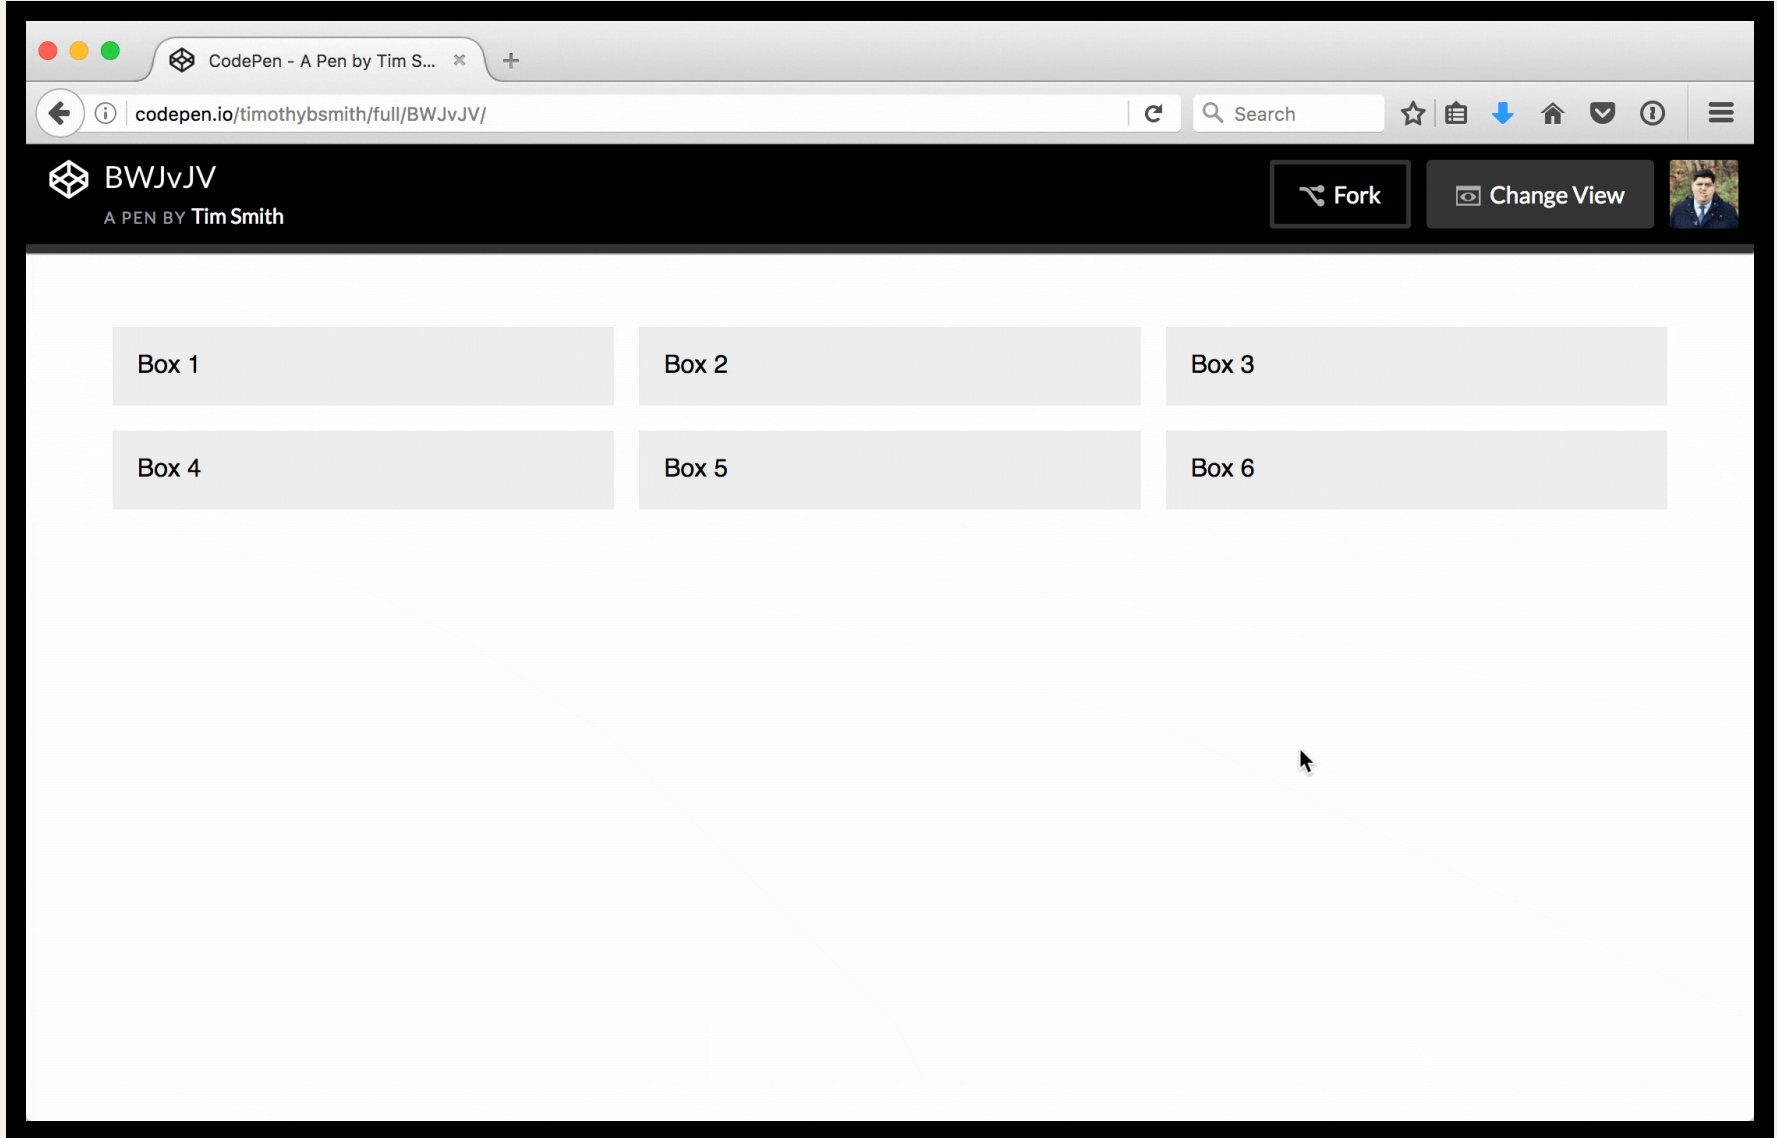 CodePen - A Pen by Tim S...
codepen.io/timothybsmith/full/BWJvJV/
Search
BWJvJV
A PEN BY Tim Smith
Fork
Change View
Box 1
Box 2
Box 3
Box 4
Box 5
Box 6